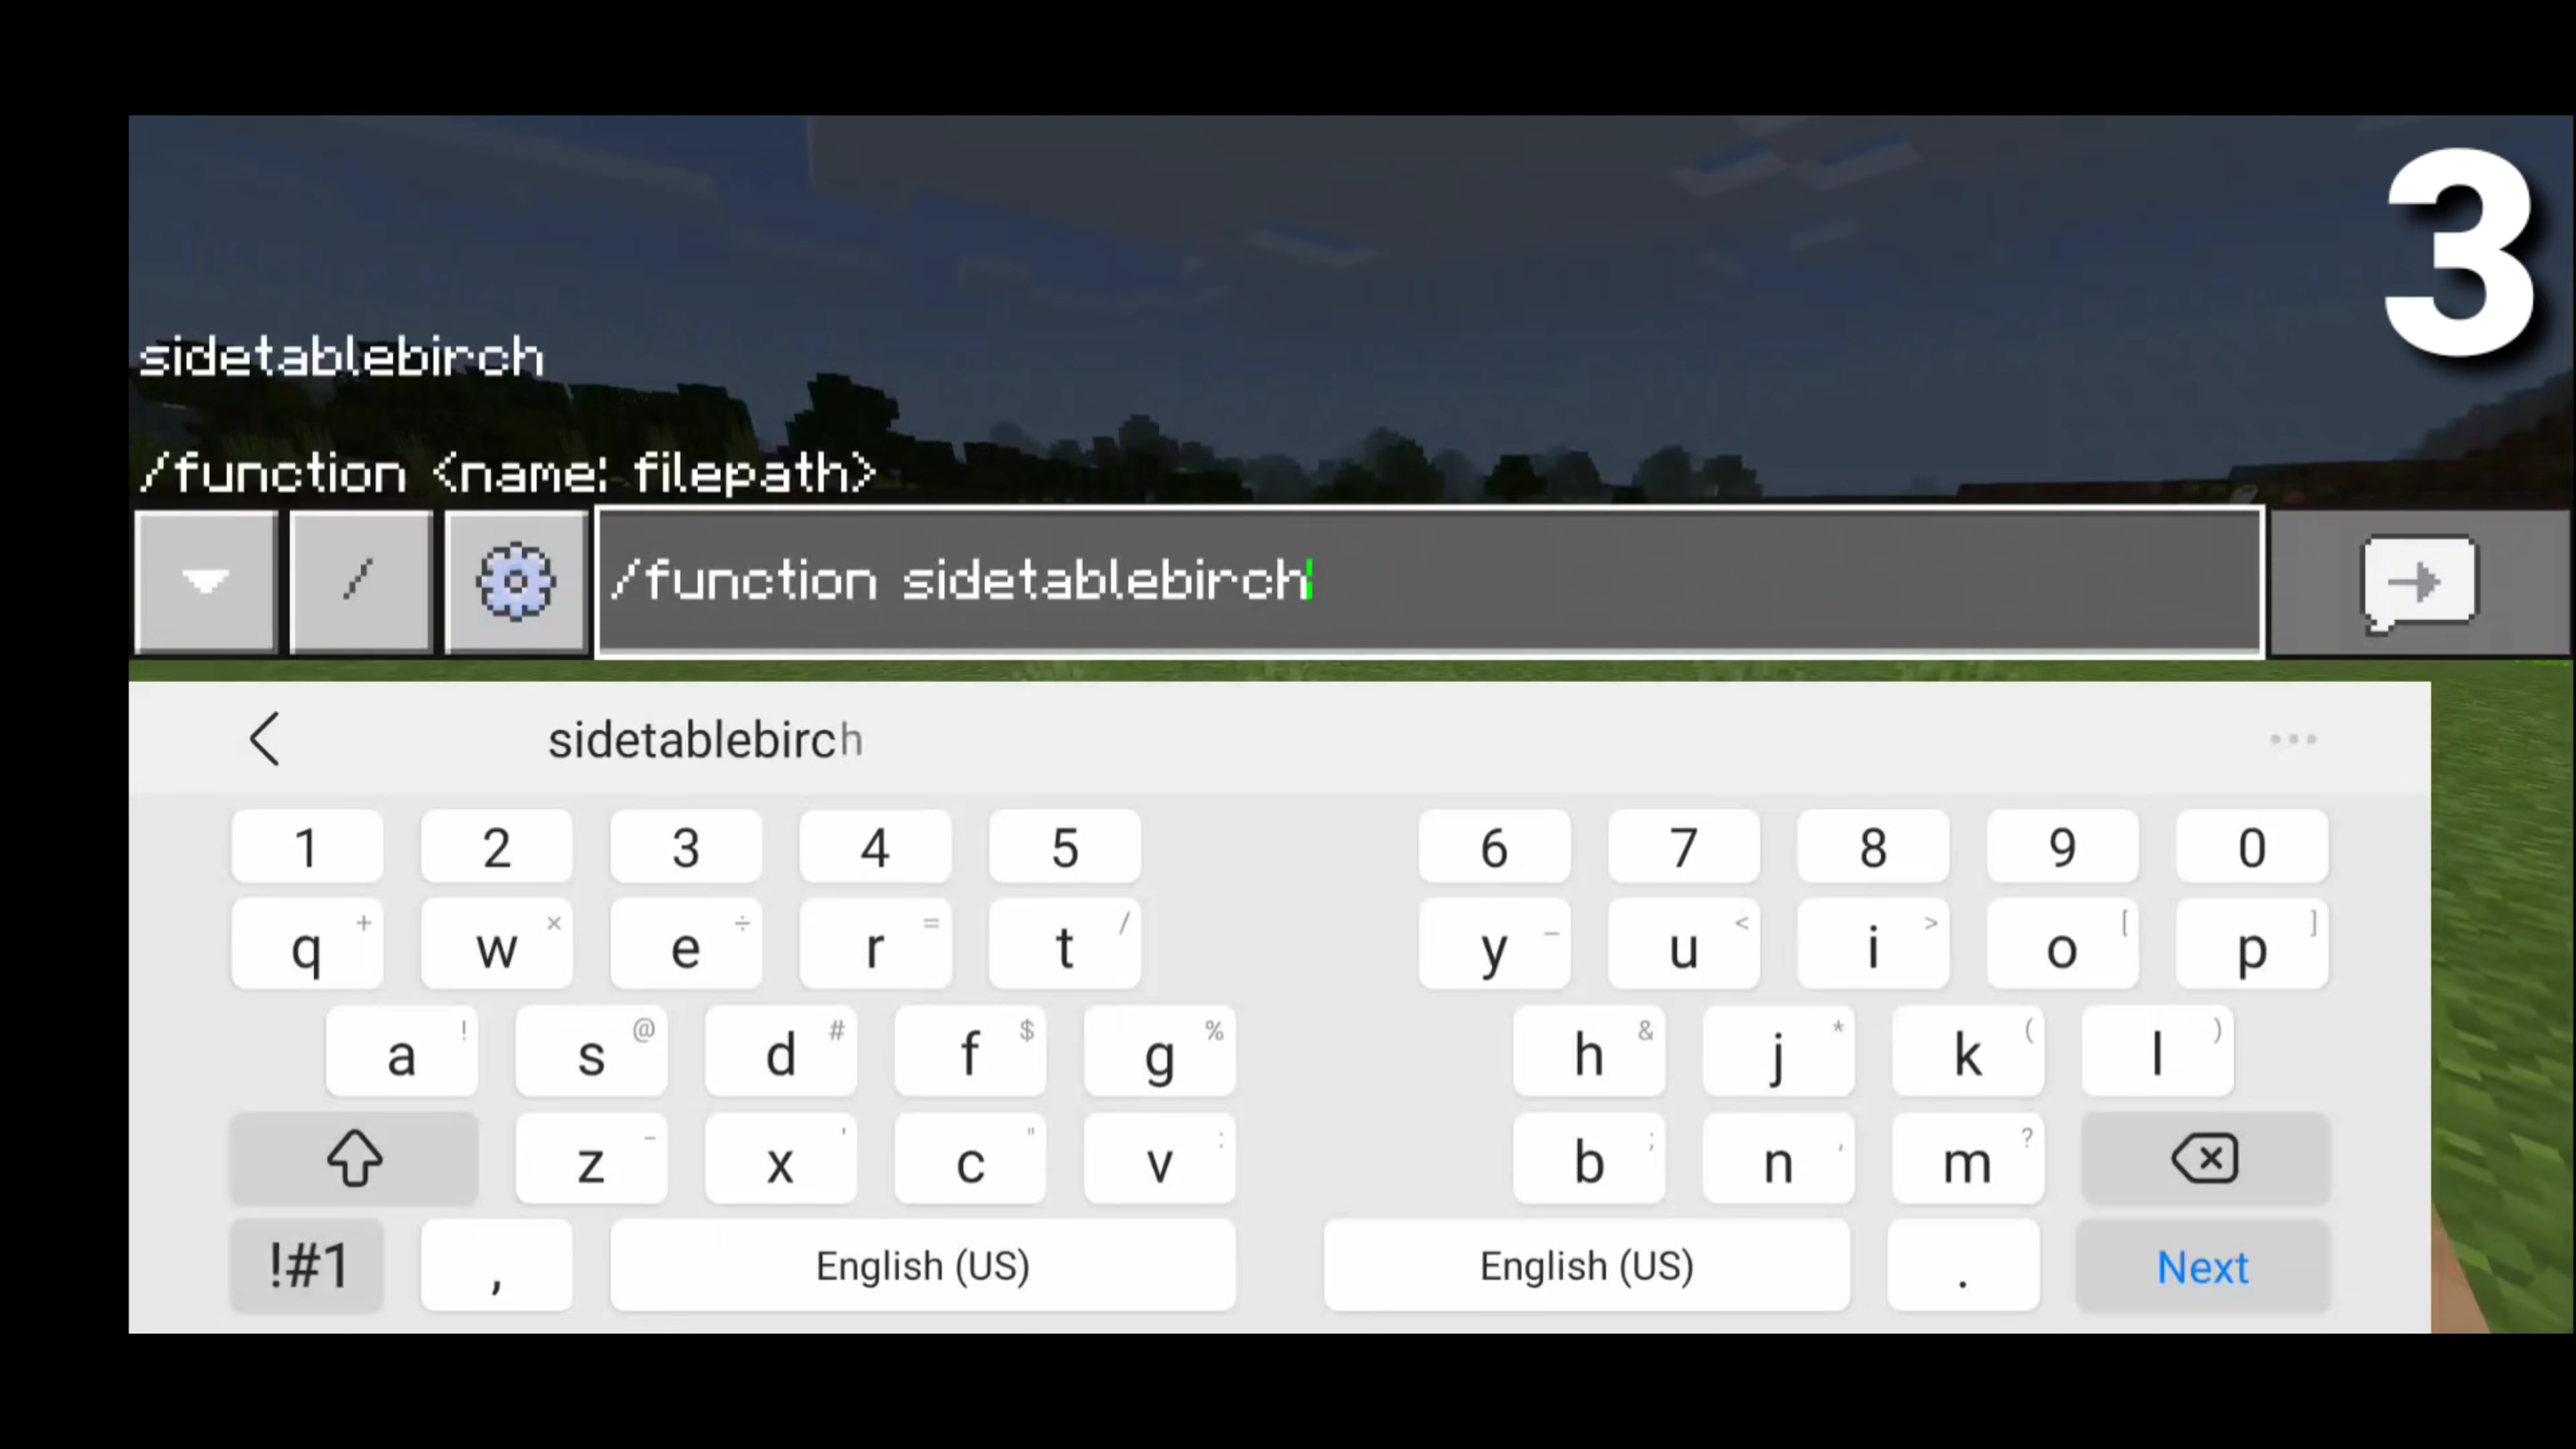 3
sidetablebirch
/function <name: filepath>
/
/function sidetablebirch
sidetablebirch
1 2 3 4 5 6 7 8 9 0
q + w × e ÷ r = t / y _ u < i > o [ p ]
a ! s @ d # f $ g % h & j * k ( l )
z - x ' c " v : b ; n , m ?
!#1 , English (US) English (US) . Next